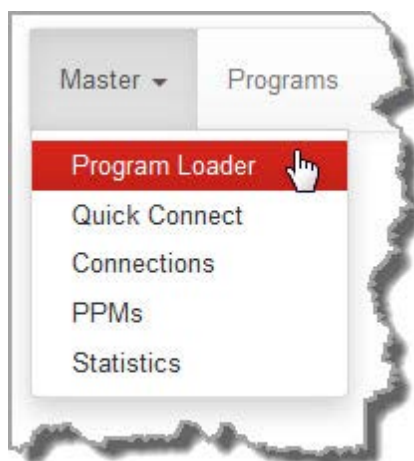 Master Programs
Program Loader
Quick Connect
Connections
PPMs
Statistics